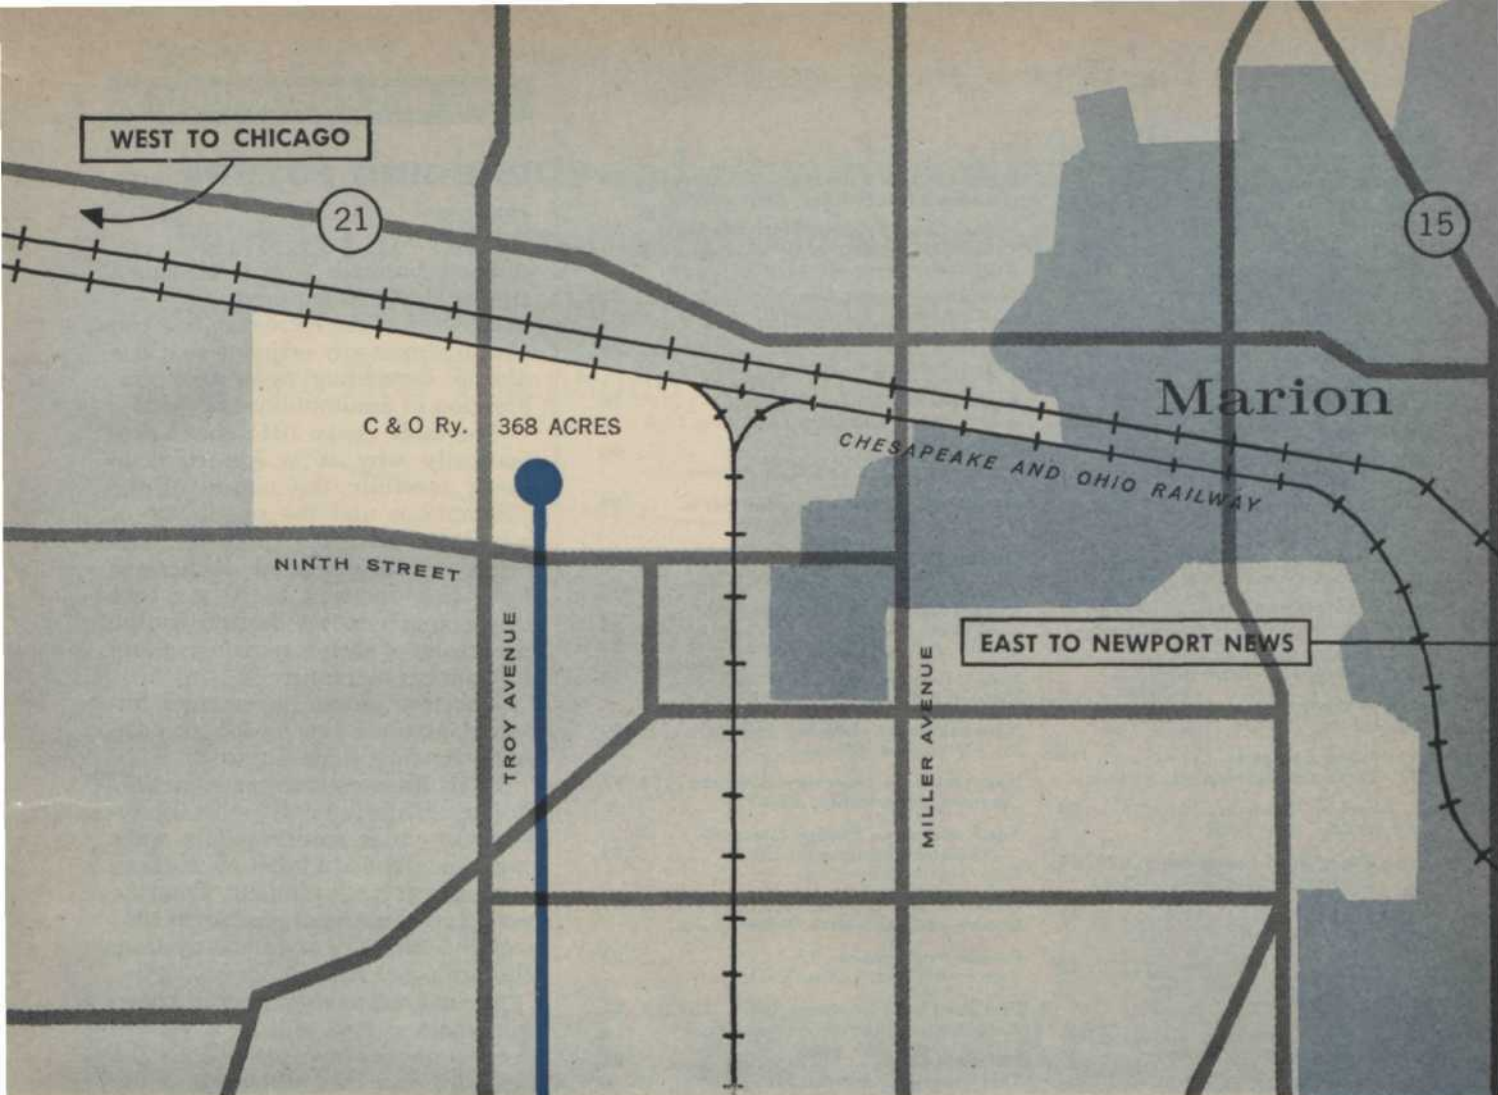 WEST TO CHICAGO
21
15
Marion
C & O Ry. 368 ACRES
CHESAPEAKE AND OHIO RAILWAY
NINTH STREET
TROY AVENUE
MILLER AVENUE
EAST TO NEWPORT NEWS